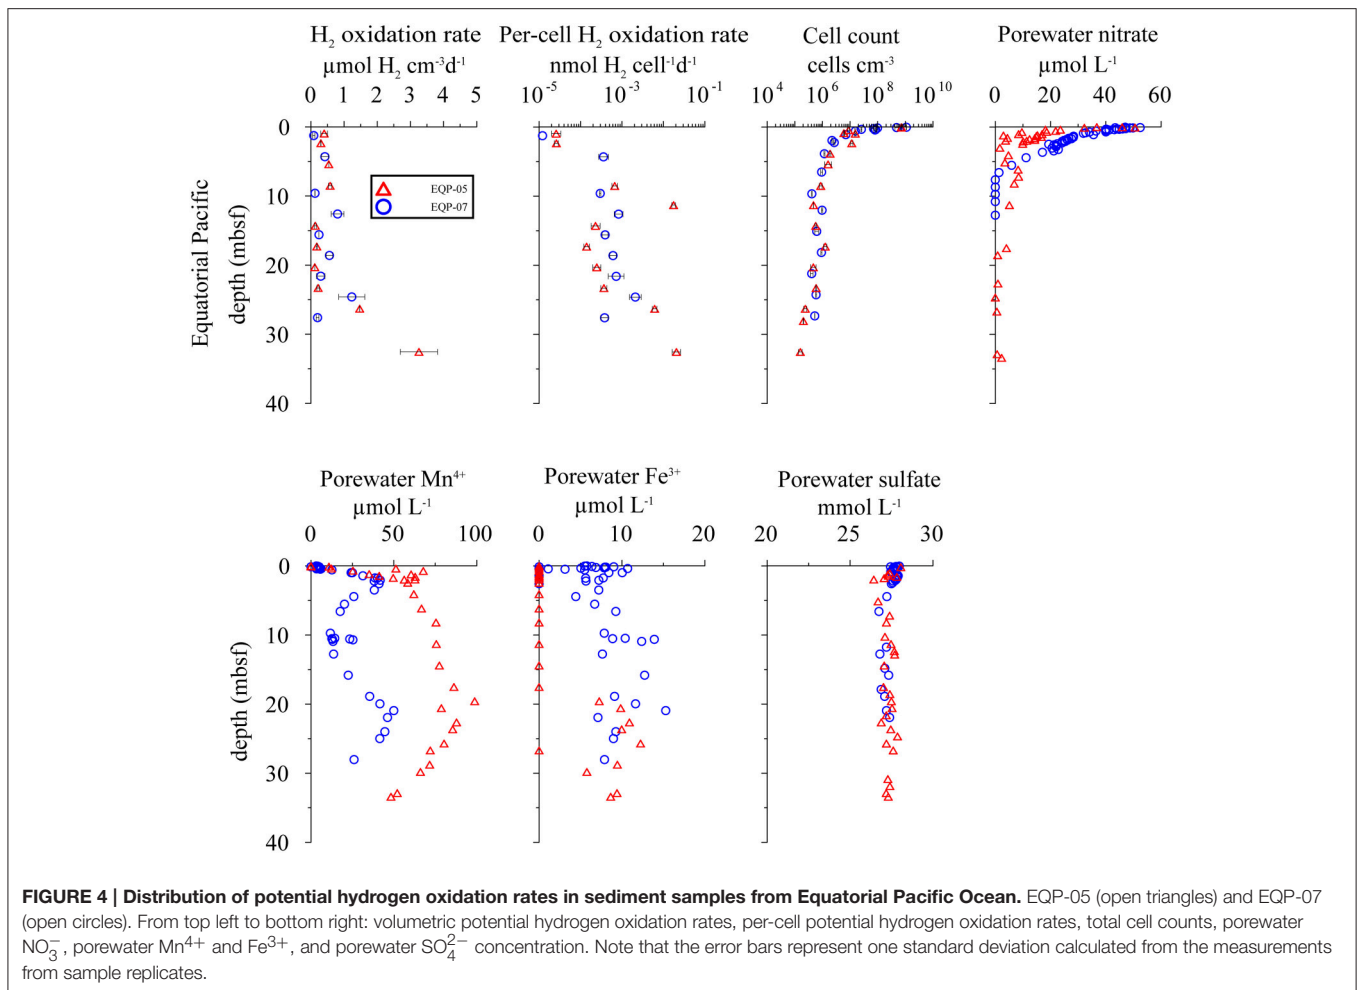 H₂ oxidation rate
µmol H₂ cm⁻³d⁻¹
0 1 2 3 4 5
Per-cell H₂ oxidation rate
nmol H₂ cell⁻¹d⁻¹
10⁻⁵ 10⁻³ 10⁻¹
Cell count
cells cm⁻³
10⁴ 10⁶ 10⁸ 10¹⁰
Porewater nitrate
µmol L⁻¹
0 20 40 60
Equatorial Pacific
depth (mbsf)
0
10
20
30
40
EQP-05
EQP-07
Porewater Mn⁴⁺
µmol L⁻¹
0 50 100
Porewater Fe³⁺
µmol L⁻¹
0 10 20
Porewater sulfate
mmol L⁻¹
20 25 30
depth (mbsf)
0
10
20
30
40
FIGURE 4 | Distribution of potential hydrogen oxidation rates in sediment samples from Equatorial Pacific Ocean. EQP-05 (open triangles) and EQP-07
(open circles). From top left to bottom right: volumetric potential hydrogen oxidation rates, per-cell potential hydrogen oxidation rates, total cell counts, porewater
NO₃⁻, porewater Mn⁴⁺ and Fe³⁺, and porewater SO₄²⁻ concentration. Note that the error bars represent one standard deviation calculated from the measurements
from sample replicates.